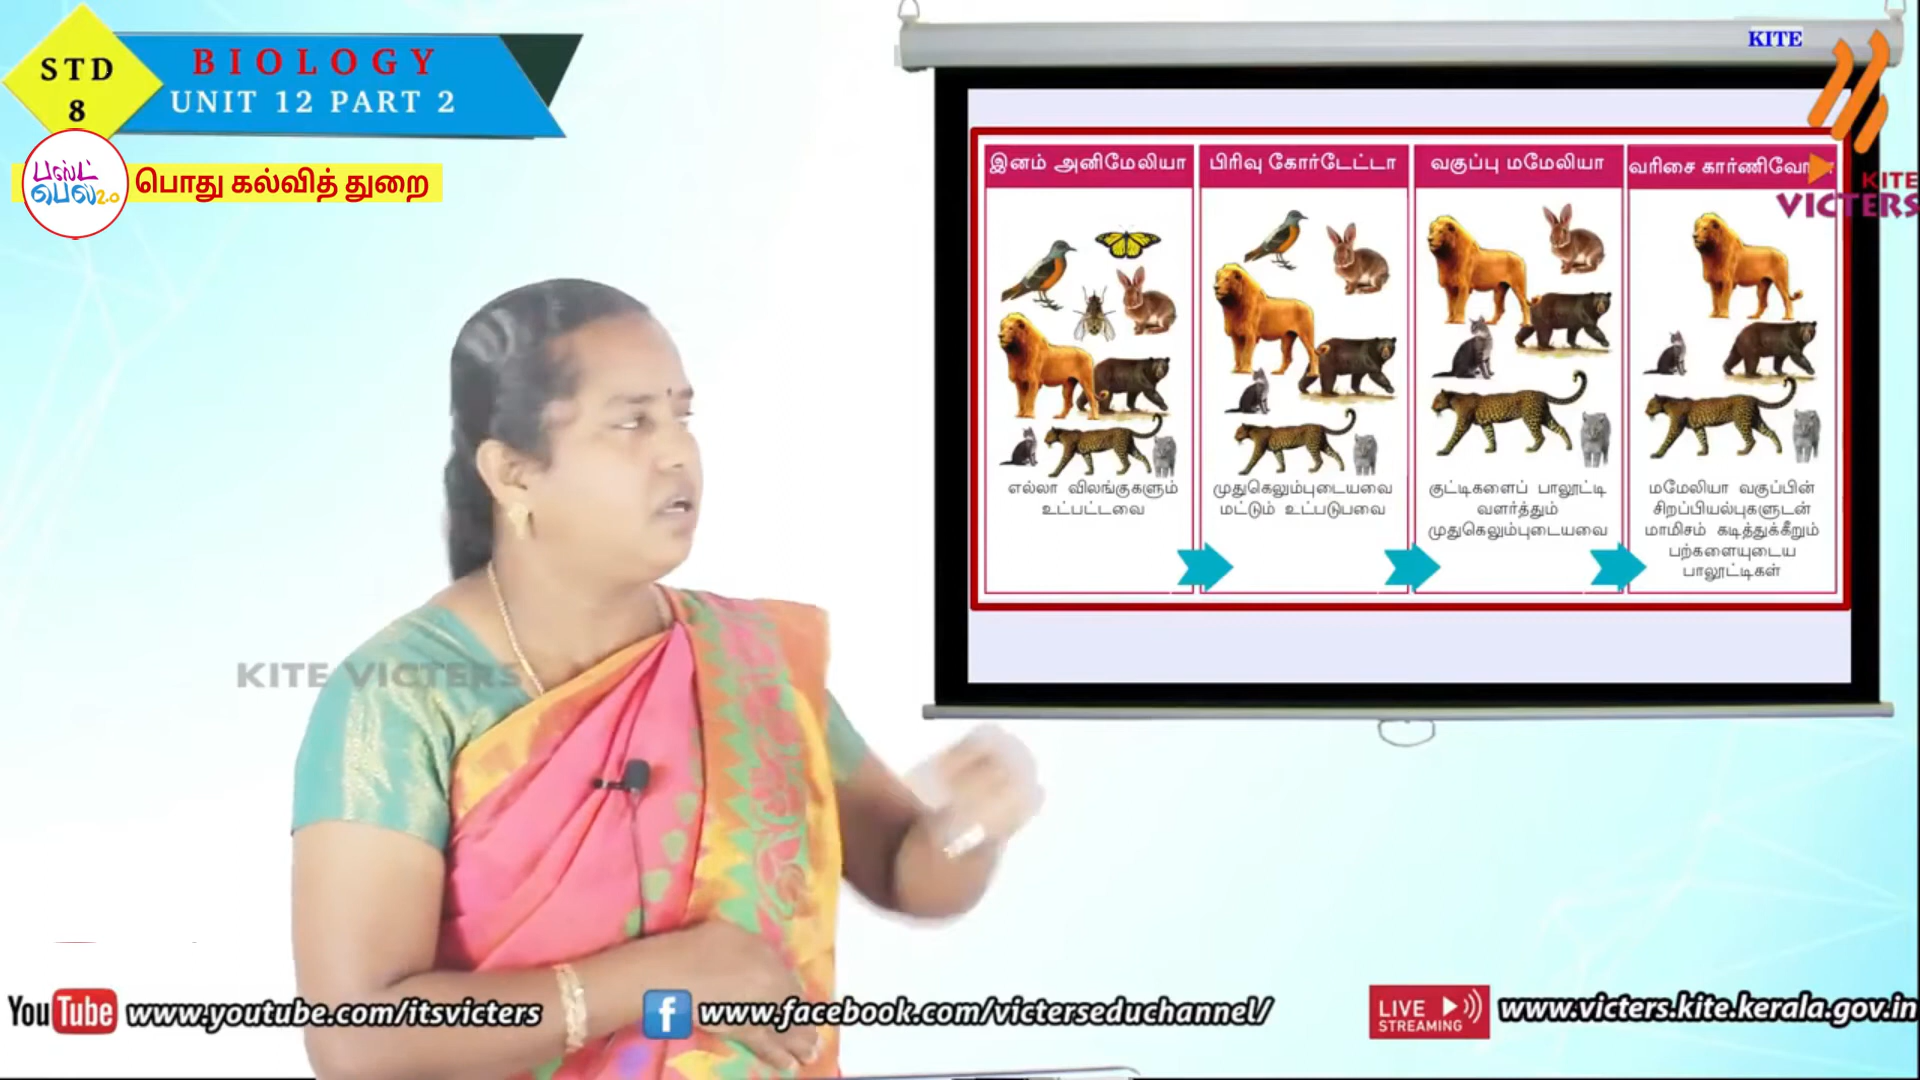 STD
8
BIOLOGY
UNIT 12 PART 2
பஸ்ட்
பெல்2.0
பொது கல்வித் துறை
KITE
KITE
VICTERS
இனம் அனிமேலியா
பிரிவு கோர்டேட்டா
வகுப்பு மமேலியா
வரிசை
எல்லா விலங்குகளும்
உட்பட்டவை
முதுகெலும்புடையவை
மட்டும் உட்படுபவை
குட்டிகளைப் பாலூட்டி
வளர்த்தும்
முதுகெலும்புடையவை
மமேலியா வகுப்பின்
சிறப்பியல்புகளுடன்
மாமிசம் கடித்துக்கீறும்
பற்களையுடைய
பாலூட்டிகள்
KITE VICTERS
YouTube www.youtube.com/itsvicters
f www.facebook.com/victerseduchannel/
LIVE
STREAMING
www.victers.kite.kerala.gov.in